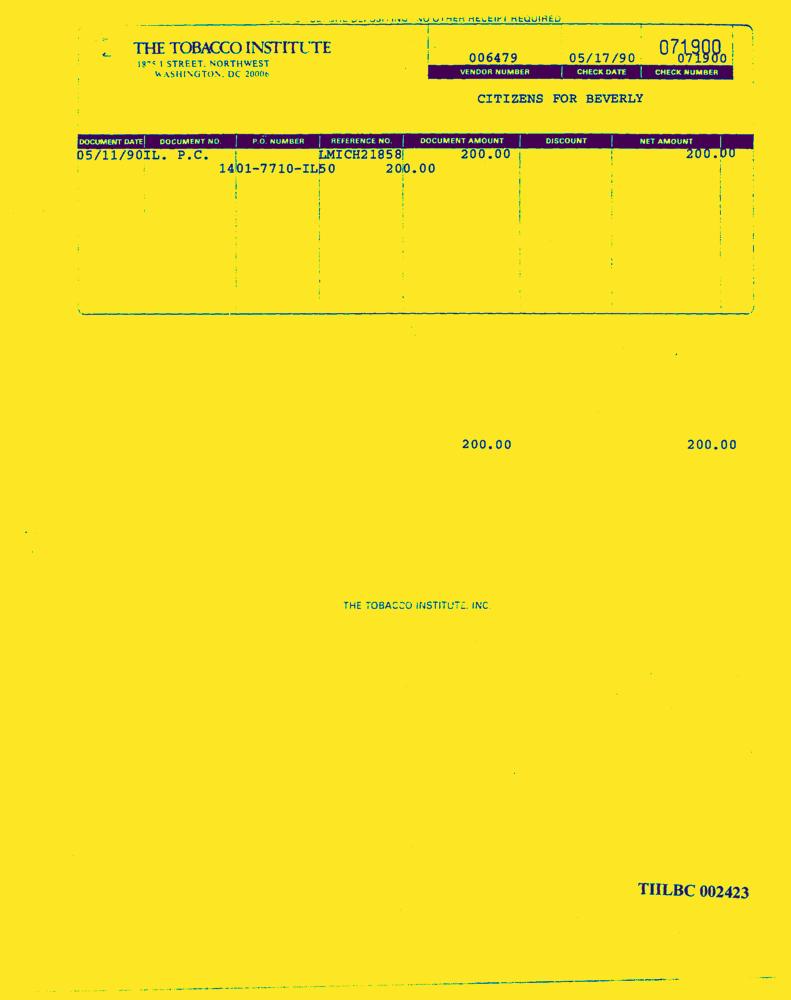 NO OTHER RECEIPT REQUIRED
THE TOBACCO INSTITUTE
1875 I STREET, NORTHWEST
WASHINGTON, DC 20006
071900
006479 05/17/90 071900
VENDOR NUMBER CHECK DATE CHECK NUMBER
CITIZENS FOR BEVERLY
DOCUMENT DATE DOCUMENT NO. P.O. NUMBER REFERENCE NO. DOCUMENT AMOUNT DISCOUNT NET AMOUNT
05/11/90IL. P.C. LMICH21858 200.00 200.00
1401-7710-IL50 200.00
200.00 200.00
THE TOBACCO INSTITUTE, INC.
TIILBC 002423